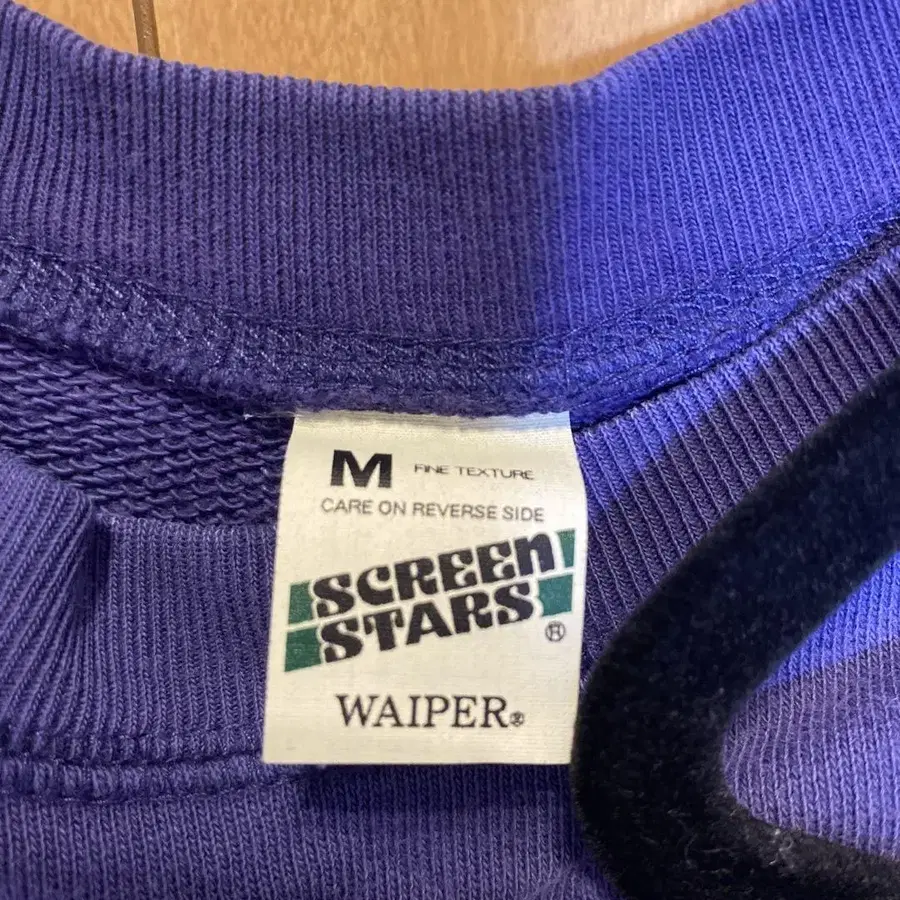 M FINE TEXTURE
CARE ON REVERSE SIDE
SCREEN
STARS ®
WAIPER®